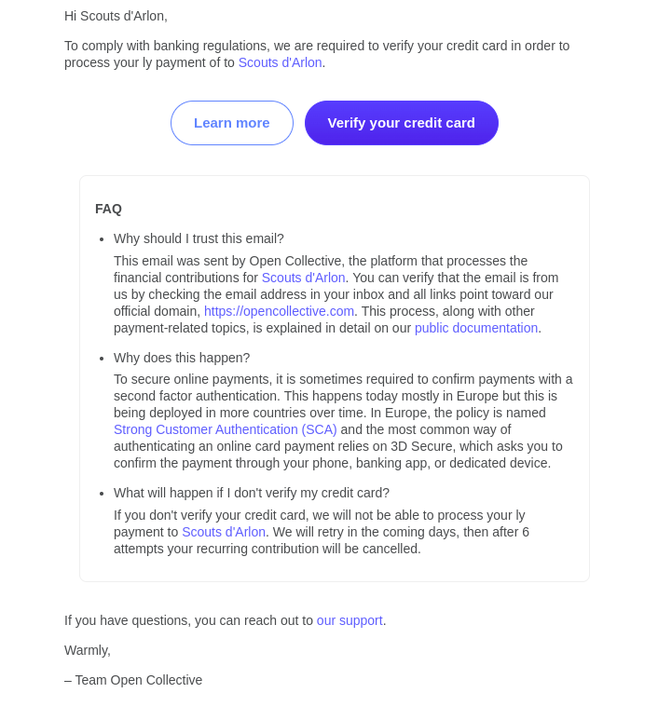 Hi Scouts d'Arlon,
To comply with banking regulations, we are required to verify your credit card in order to
process your ly payment of to Scouts d'Arlon.
Learn more
Verify your credit card
FAQ
• Why should I trust this email?
This email was sent by Open Collective, the platform that processes the
financial contributions for Scouts d'Arlon. You can verify that the email is from
us by checking the email address in your inbox and all links point toward our
official domain, https://opencollective.com. This process, along with other
payment-related topics, is explained in detail on our public documentation.
• Why does this happen?
To secure online payments, it is sometimes required to confirm payments with a
second factor authentication. This happens today mostly in Europe but this is
being deployed in more countries over time. In Europe, the policy is named
Strong Customer Authentication (SCA) and the most common way of
authenticating an online card payment relies on 3D Secure, which asks you to
confirm the payment through your phone, banking app, or dedicated device.
• What will happen if I don't verify my credit card?
If you don't verify your credit card, we will not be able to process your ly
payment to Scouts d'Arlon. We will retry in the coming days, then after 6
attempts your recurring contribution will be cancelled.
If you have questions, you can reach out to our support.
Warmly,
– Team Open Collective